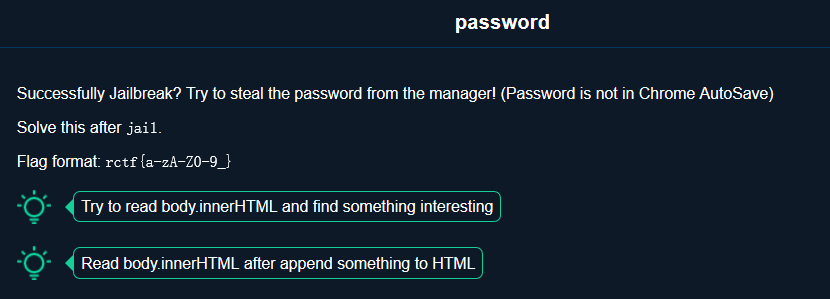 password
Successfully Jailbreak? Try to steal the password from the manager! (Password is not in Chrome AutoSave)
Solve this after jail.
Flag format: rctf{a-zA-Z0-9_}
Try to read body.innerHTML and find something interesting
Read body.innerHTML after append something to HTML